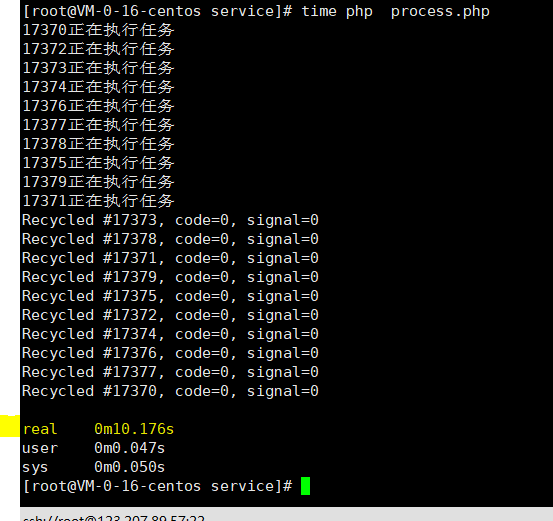 [root@VM-0-16-centos service]# time php  process.php
17370正在执行任务
17372正在执行任务
17373正在执行任务
17374正在执行任务
17376正在执行任务
17377正在执行任务
17378正在执行任务
17375正在执行任务
17379正在执行任务
17371正在执行任务
Recycled #17373, code=0, signal=0
Recycled #17378, code=0, signal=0
Recycled #17371, code=0, signal=0
Recycled #17379, code=0, signal=0
Recycled #17375, code=0, signal=0
Recycled #17372, code=0, signal=0
Recycled #17374, code=0, signal=0
Recycled #17376, code=0, signal=0
Recycled #17377, code=0, signal=0
Recycled #17370, code=0, signal=0
real    0m10.176s
user    0m0.047s
sys     0m0.050s
[root@VM-0-16-centos service]#
ssh://root@123.207.89.57:22